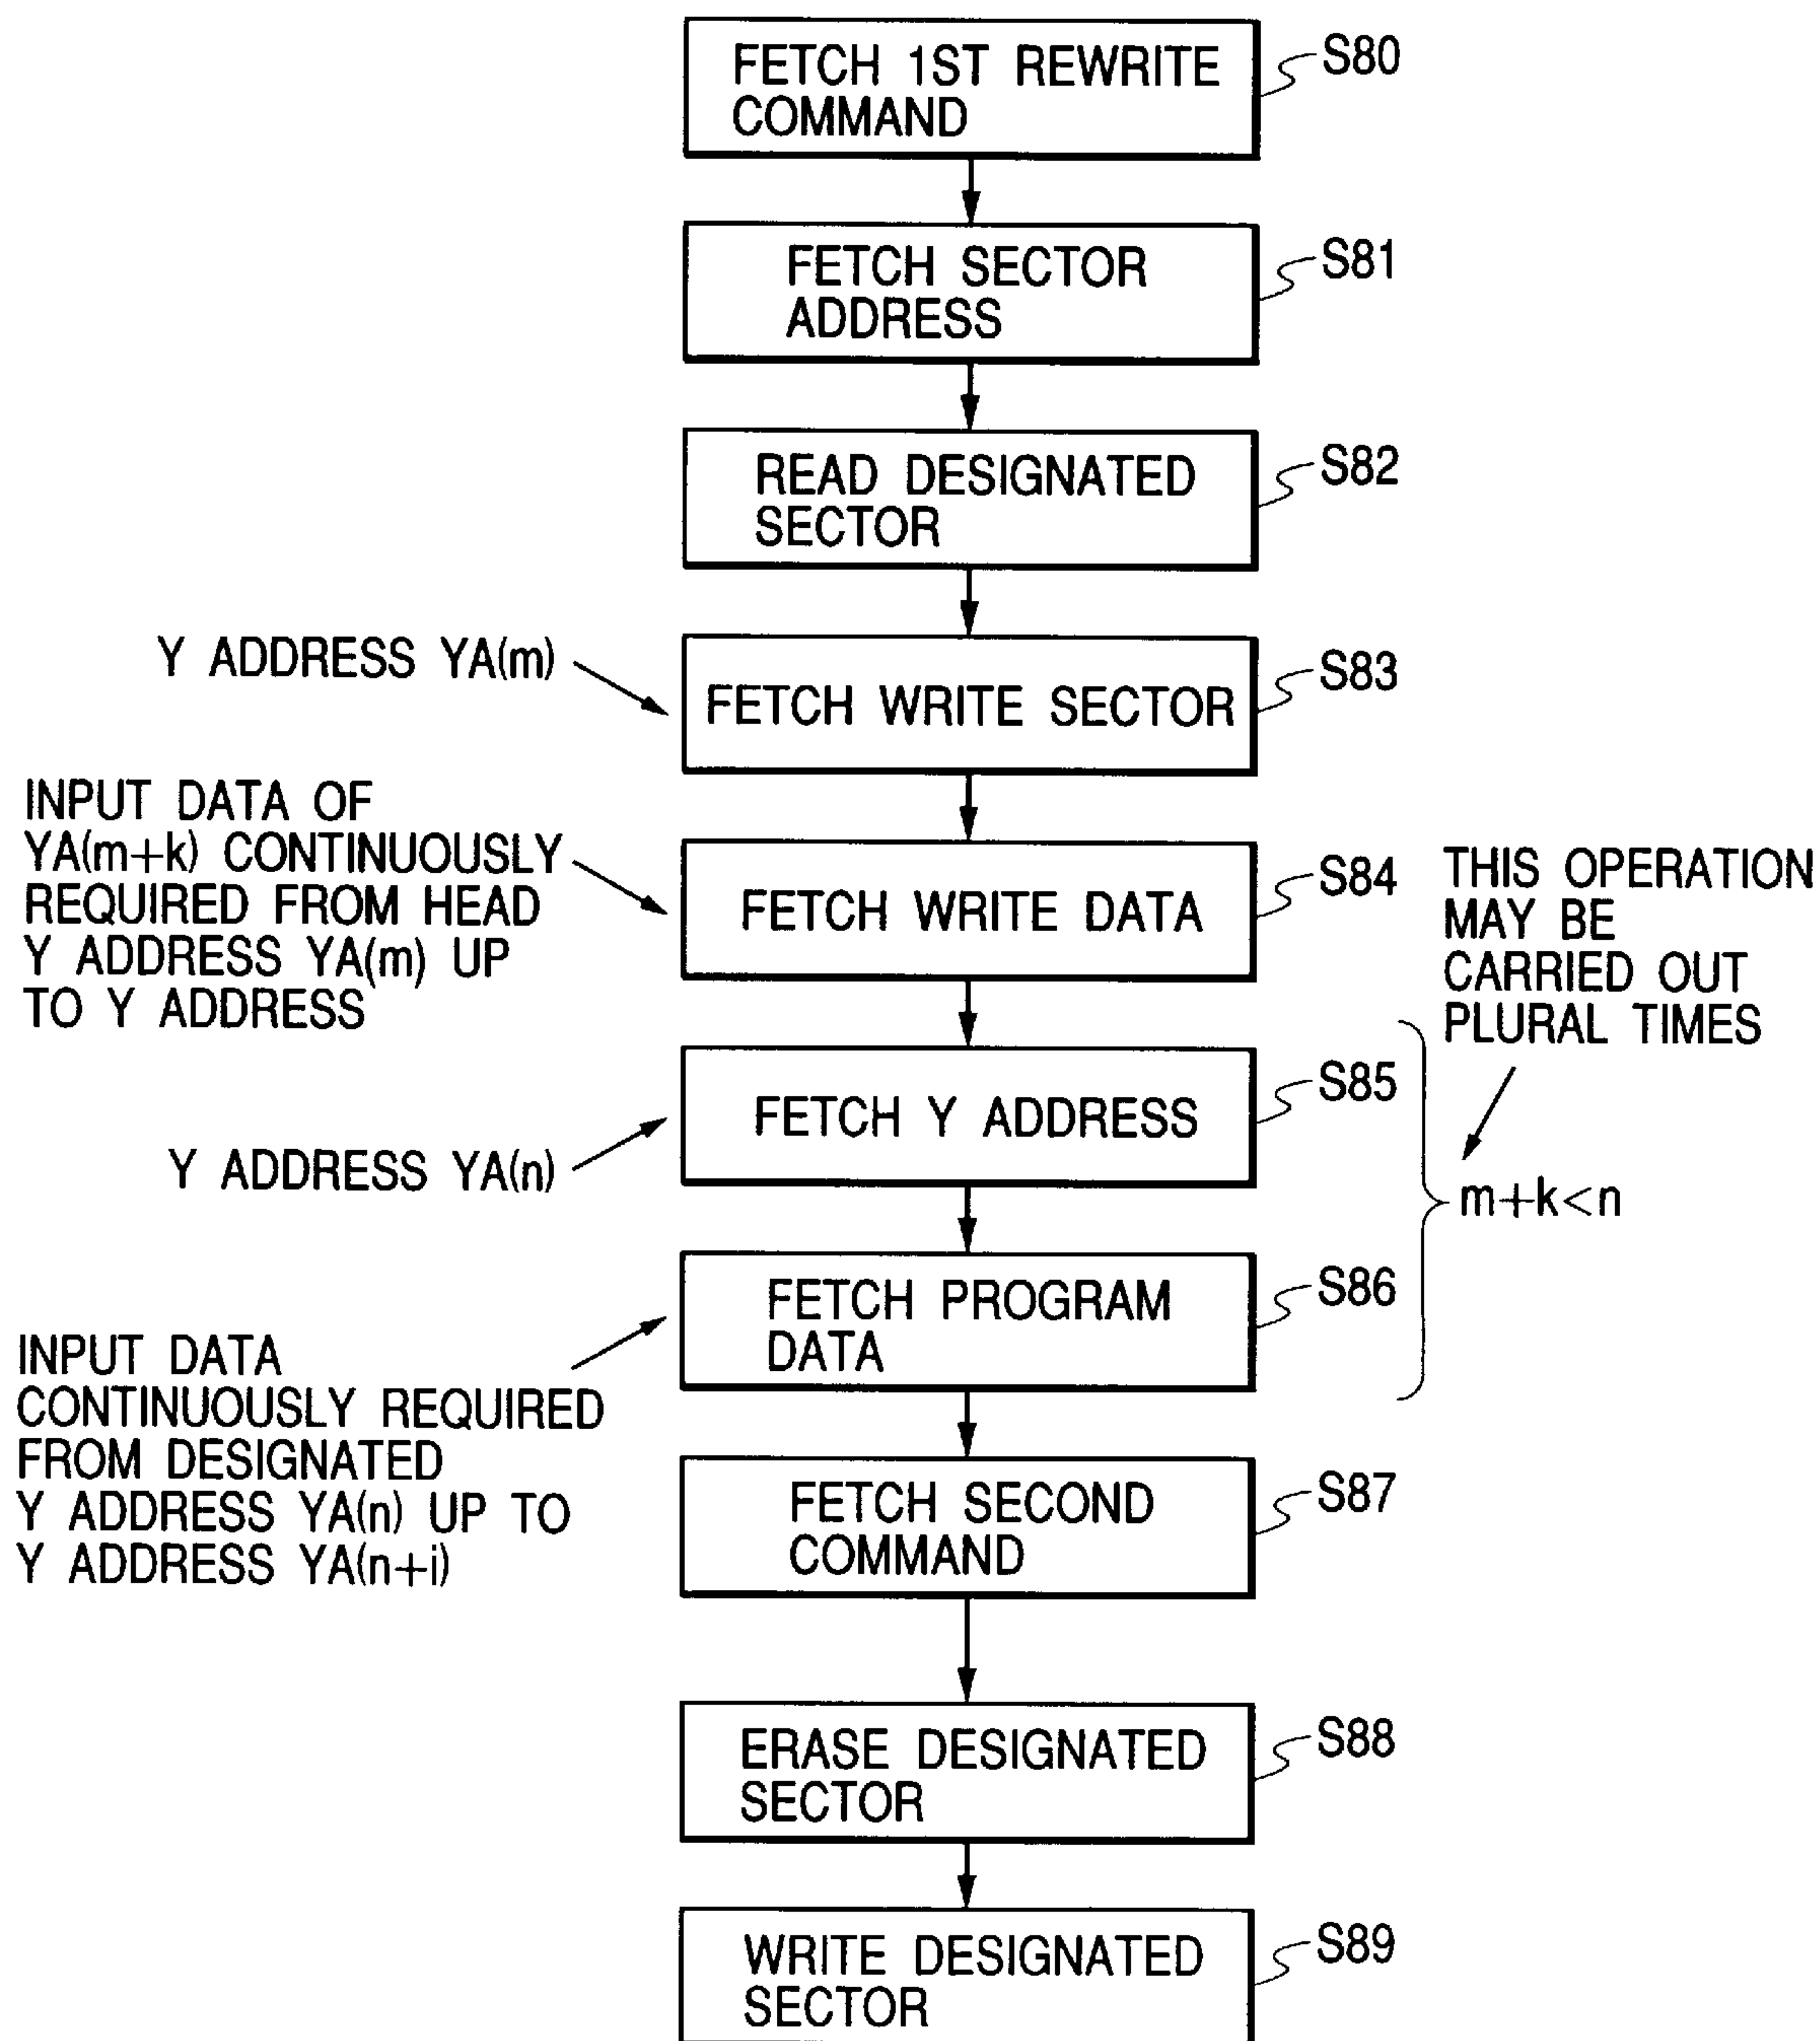 FETCH 1ST REWRITE
COMMAND
S80
FETCH SECTOR
ADDRESS
S81
READ DESIGNATED
SECTOR
S82
Y ADDRESS YA(m)
FETCH WRITE SECTOR
S83
INPUT DATA OF
YA(m+k) CONTINUOUSLY
REQUIRED FROM HEAD
Y ADDRESS YA(m) UP
TO Y ADDRESS
FETCH WRITE DATA
S84
THIS OPERATION
MAY BE
CARRIED OUT
PLURAL TIMES
FETCH Y ADDRESS
S85
Y ADDRESS YA(n)
m+k<n
FETCH PROGRAM
DATA
S86
INPUT DATA
CONTINUOUSLY REQUIRED
FROM DESIGNATED
Y ADDRESS YA(n) UP TO
Y ADDRESS YA(n+i)
FETCH SECOND
COMMAND
S87
ERASE DESIGNATED
SECTOR
S88
WRITE DESIGNATED
SECTOR
S89